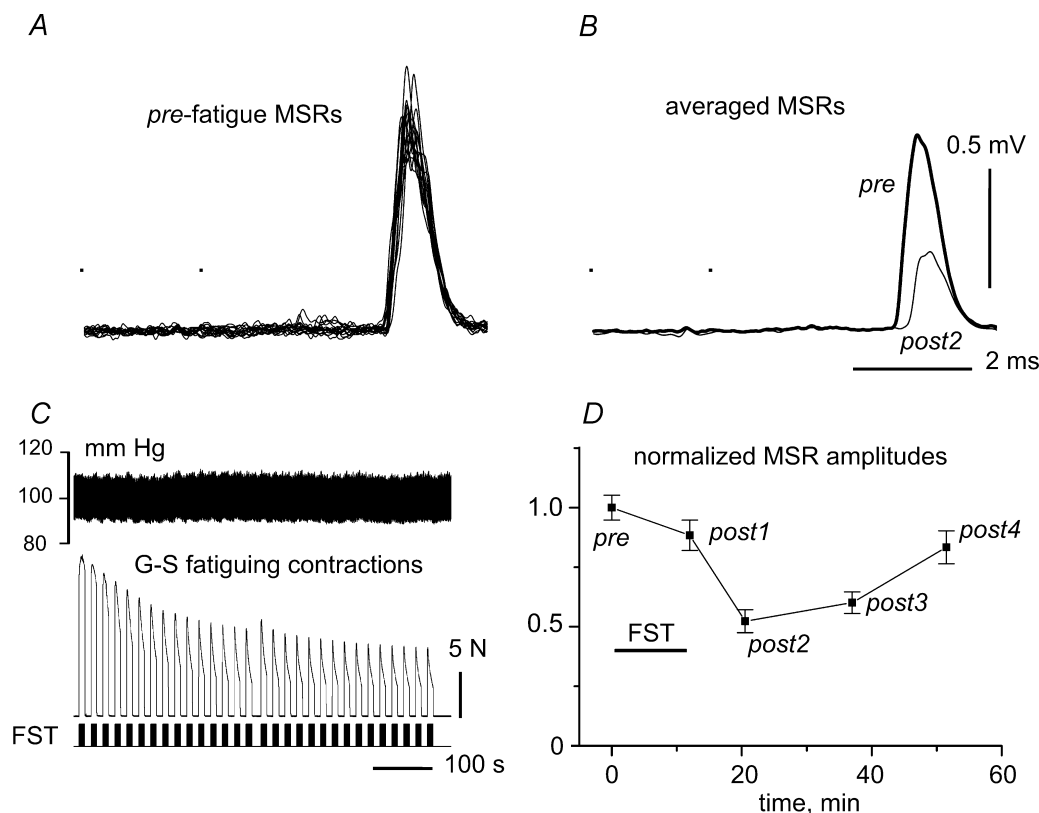 A
pre-fatigue MSRs
B
averaged MSRs
0.5 mV
pre
post2
2 ms
C
120
mm Hg
100
80
G-S fatiguing contractions
5 N
FST
100 s
D
normalized MSR amplitudes
1.0
pre
post1
post4
post3
0.5
FST
post2
0
0
20
40
60
time, min